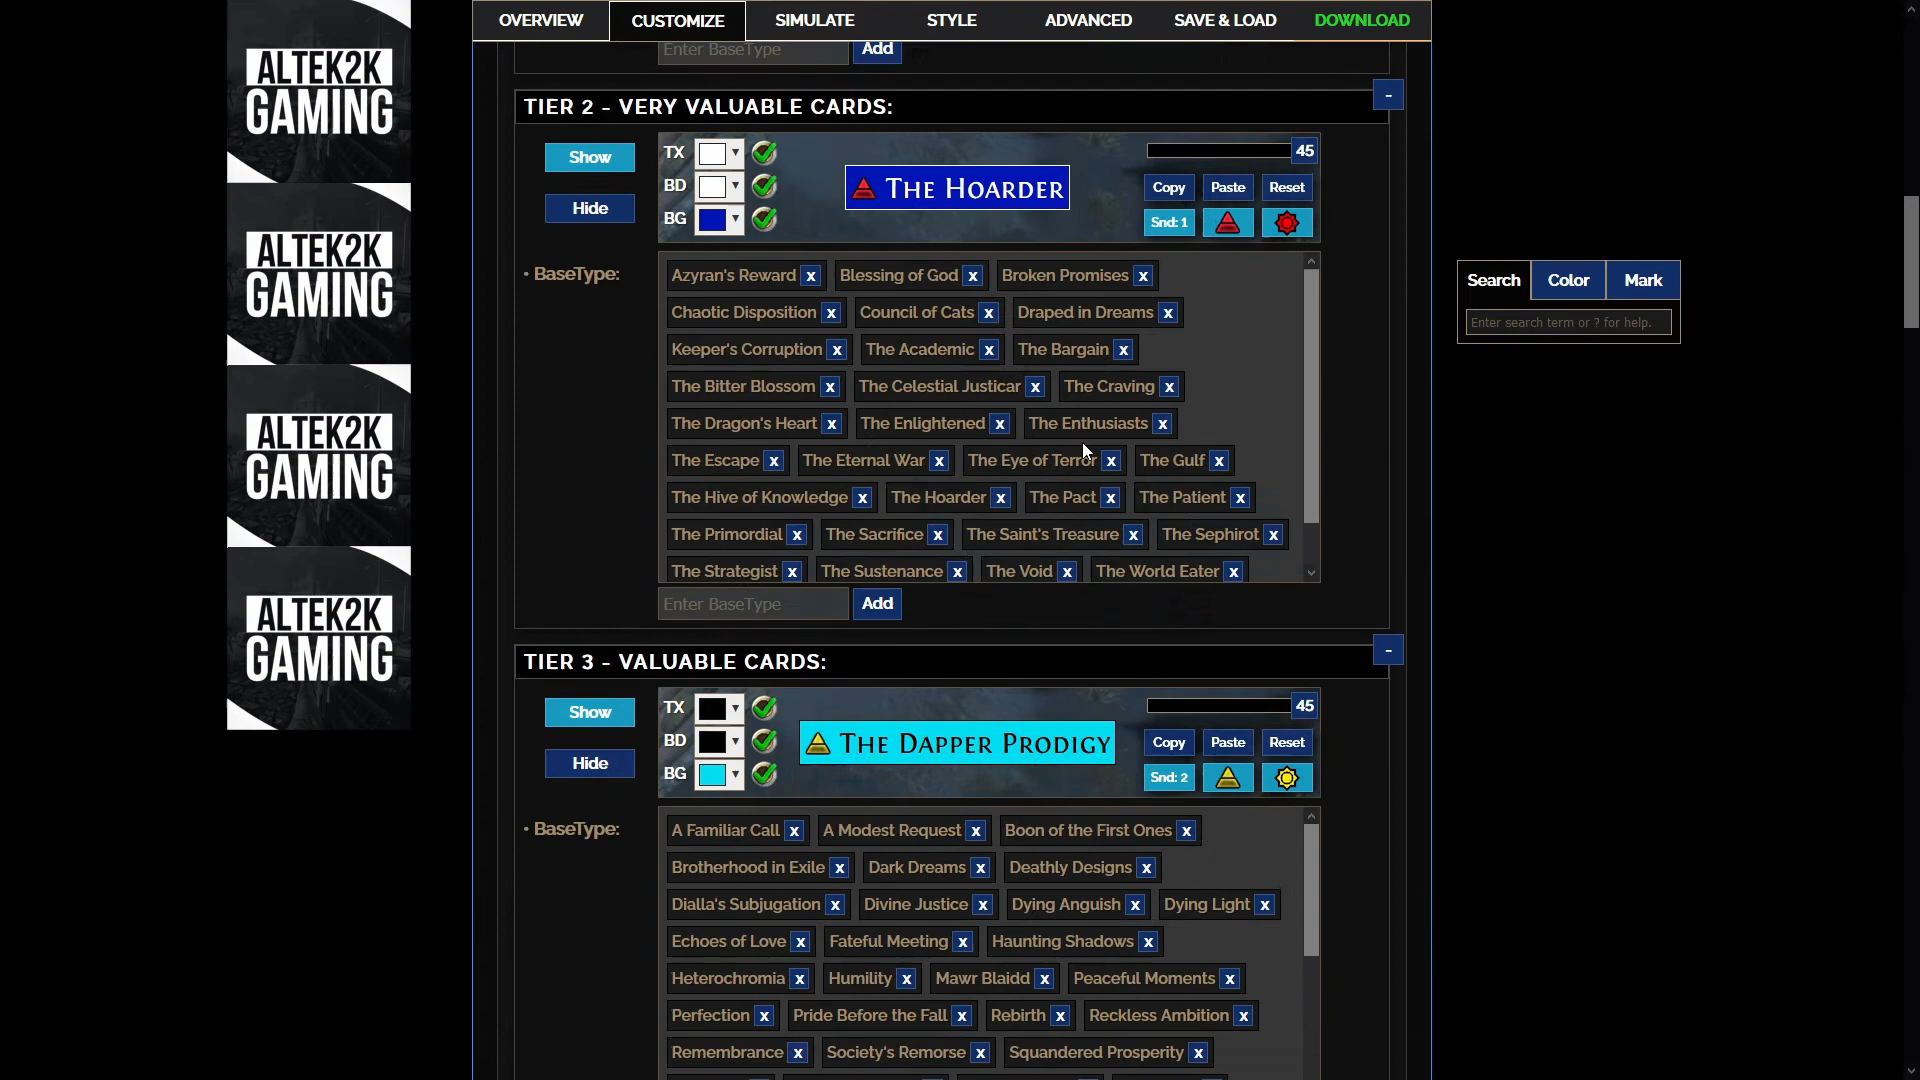 OVERVIEW CUSTOMIZE SIMULATE STYLE ADVANCED SAVE & LOAD DOWNLOAD
ALTEK2K
GAMING
ALTEK2K
GAMING
ALTEK2K
GAMING
ALTEK2K
GAMING
Enter BaseType Add
TIER 2 - VERY VALUABLE CARDS: -
Show
Hide
TX
BD
BG
THE HOARDER
45
Copy Paste Reset
Snd: 1
• BaseType:
Azyran's Reward x Blessing of God x Broken Promises x
Chaotic Disposition x Council of Cats x Draped in Dreams x
Keeper's Corruption x The Academic x The Bargain x
The Bitter Blossom x The Celestial Justicar x The Craving x
The Dragon's Heart x The Enlightened x The Enthusiasts x
The Escape x The Eternal War x The Eye of Terror x The Gulf x
The Hive of Knowledge x The Hoarder x The Pact x The Patient x
The Primordial x The Sacrifice x The Saint's Treasure x The Sephirot x
The Strategist x The Sustenance x The Void x The World Eater x
Enter BaseType Add
TIER 3 - VALUABLE CARDS: -
Show
Hide
TX
BD
BG
THE DAPPER PRODIGY
45
Copy Paste Reset
Snd: 2
• BaseType:
A Familiar Call x A Modest Request x Boon of the First Ones x
Brotherhood in Exile x Dark Dreams x Deathly Designs x
Dialla's Subjugation x Divine Justice x Dying Anguish x Dying Light x
Echoes of Love x Fateful Meeting x Haunting Shadows x
Heterochromia x Humility x Mawr Blaidd x Peaceful Moments x
Perfection x Pride Before the Fall x Rebirth x Reckless Ambition x
Remembrance x Society's Remorse x Squandered Prosperity x
Search Color Mark
Enter search term or ? for help.